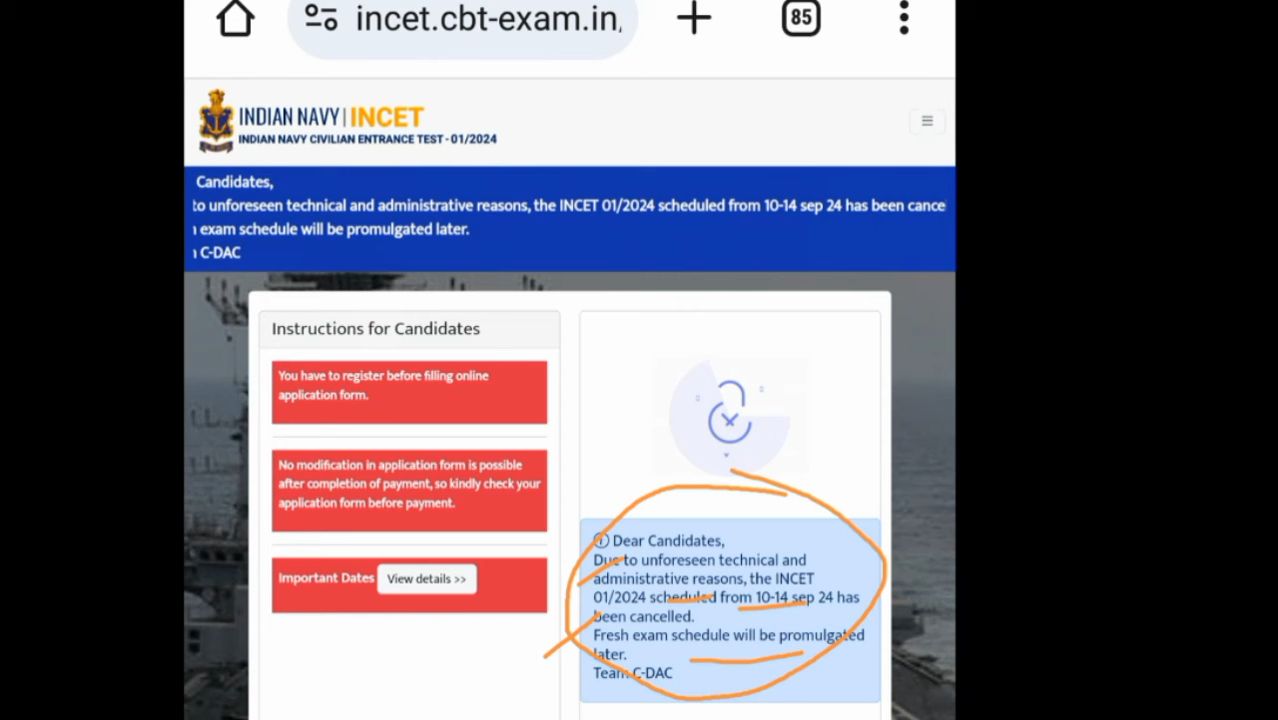 incet.cbt-exam.in/
85
INDIAN NAVY | INCET
INDIAN NAVY CIVILIAN ENTRANCE TEST - 01/2024
Candidates,
to unforeseen technical and administrative reasons, the INCET 01/2024 scheduled from 10-14 sep 24 has been cance
exam schedule will be promulgated later.
C-DAC
Instructions for Candidates
You have to register before filling online
application form.
No modification in application form is possible
after completion of payment, so kindly check your
application form before payment.
Important Dates View details >>
Dear Candidates,
Due to unforeseen technical and
administrative reasons, the INCET
01/2024 scheduled from 10-14 sep 24 has
been cancelled.
Fresh exam schedule will be promulgated
later.
Team C-DAC